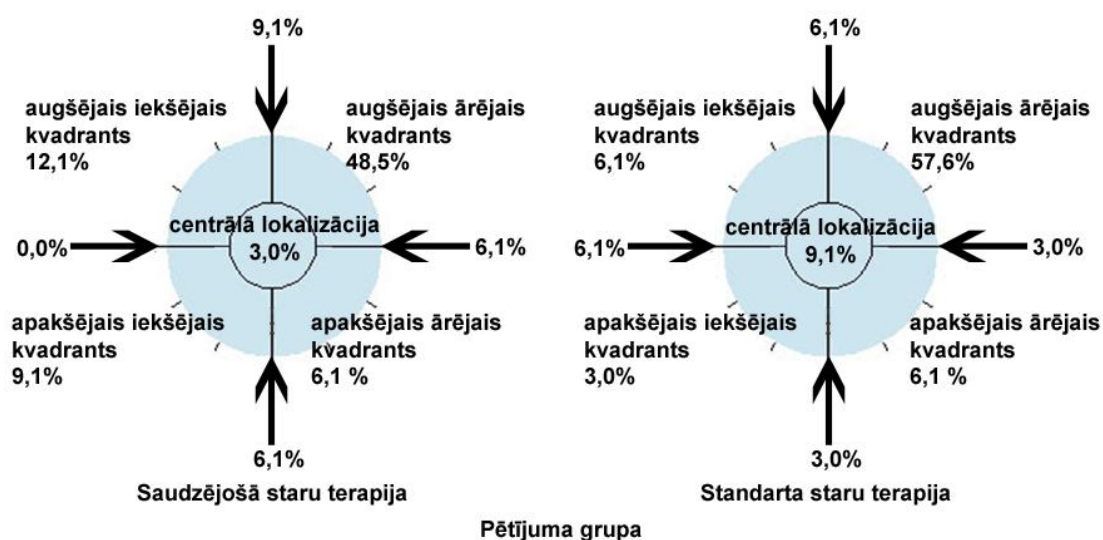 9,1%
augšējais iekšējais
kvadrants
12,1%
augšējais ārējais
kvadrants
48,5%
centrālā lokalizācija
3,0%
0,0%
6,1%
apakšējais iekšējais
kvadrants
9,1%
apakšējais ārējais
kvadrants
6,1 %
6,1%
Saudzējošā staru terapija
6,1%
augšējais iekšējais
kvadrants
6,1%
augšējais ārējais
kvadrants
57,6%
centrālā lokalizācija
9,1%
6,1%
3,0%
apakšējais iekšējais
kvadrants
3,0%
apakšējais ārējais
kvadrants
6,1 %
3,0%
Standarta staru terapija
Pētījuma grupa